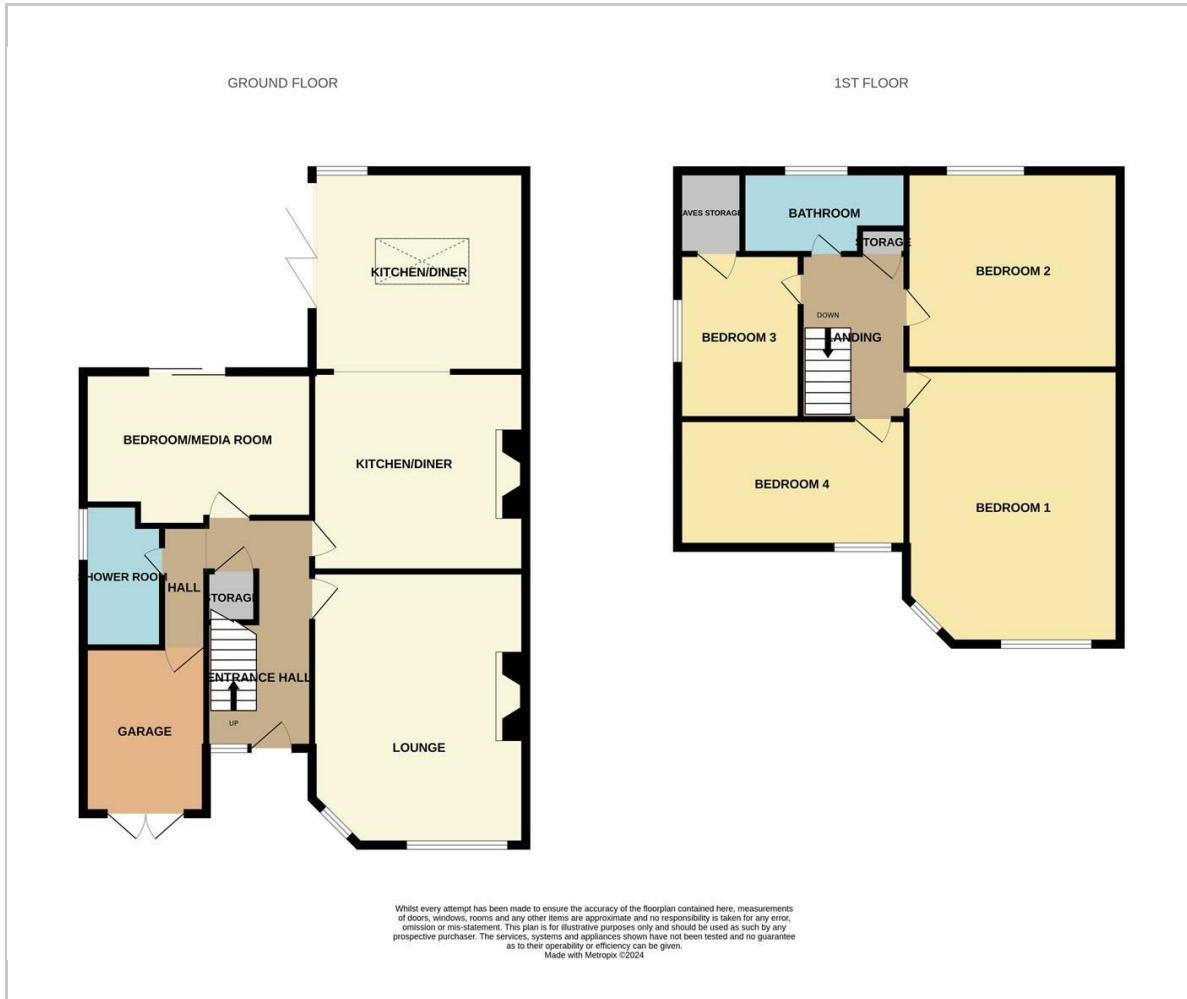 GROUND FLOOR
KITCHEN/DINER
BEDROOM/MEDIA ROOM
KITCHEN/DINER
SHOWER ROOM
HALL
STORAGE
ENTRANCE HALL
UP
GARAGE
LOUNGE
1ST FLOOR
AVES STORAGE
BATHROOM
STORAGE
BEDROOM 2
BEDROOM 3
DOWN
LANDING
BEDROOM 4
BEDROOM 1
Whilst every attempt has been made to ensure the accuracy of the floorplan contained here, measurements
of doors, windows, rooms and any other items are approximate and no responsibility is taken for any error,
omission or mis-statement. This plan is for illustrative purposes only and should be used as such by any
prospective purchaser. The services, systems and appliances shown have not been tested and no guarantee
as to their operability or efficiency can be given.
Made with Metropix ©2024